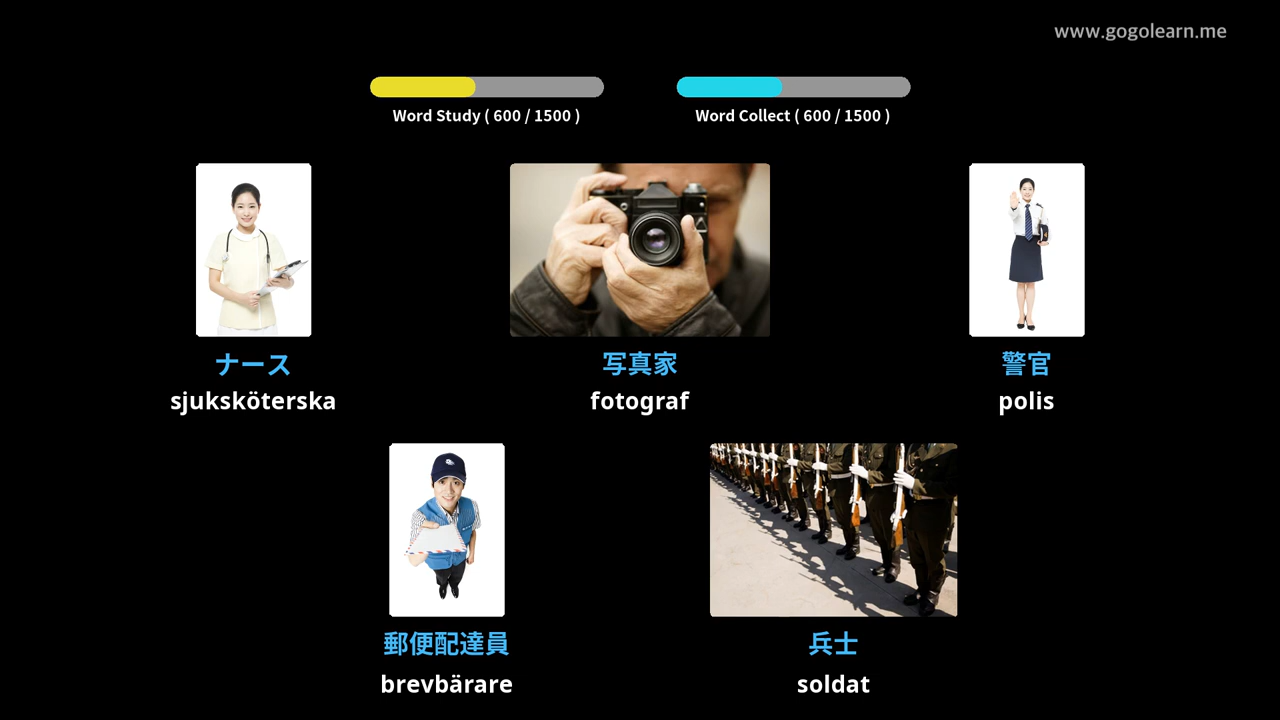 www.gogolearn.me
Word Study ( 600 / 1500 )
Word Collect ( 600 / 1500 )
ナース
sjuksköterska
写真家
fotograf
警官
polis
郵便配達員
brevbärare
兵士
soldat